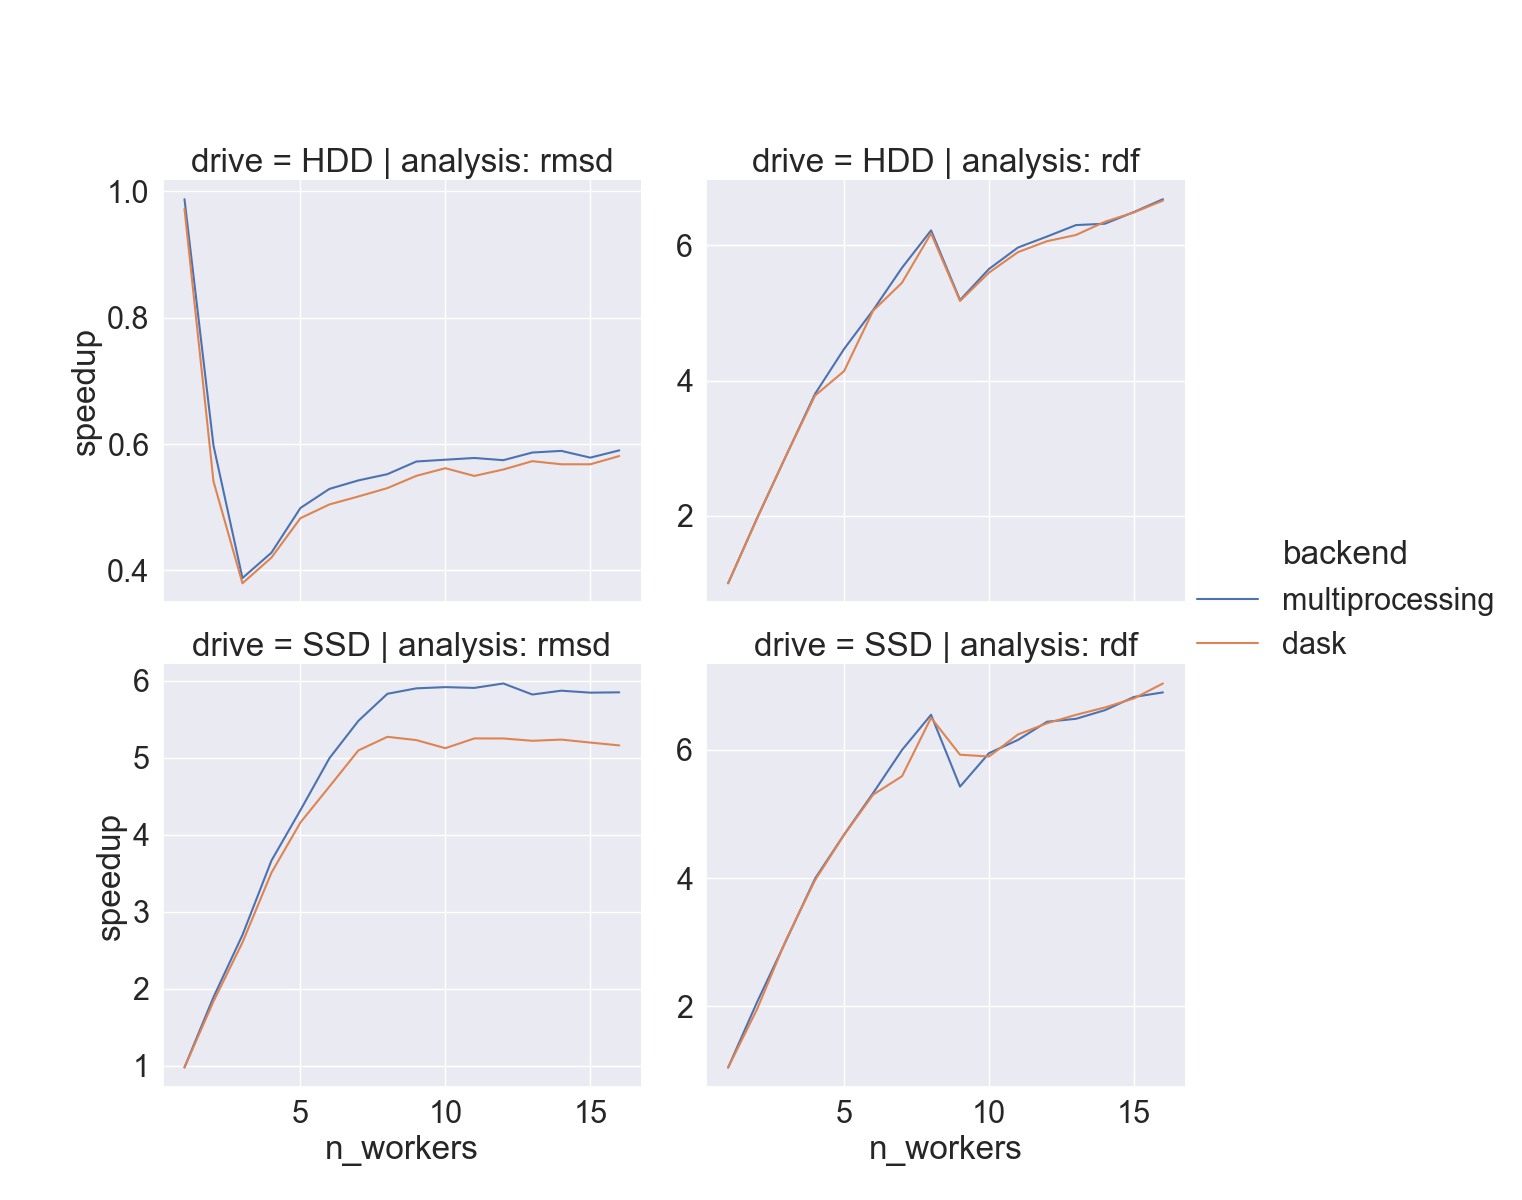 drive = HDD | analysis: rmsd
drive = HDD | analysis: rdf
1.0
0.8
0.6
0.4
speedup
6
4
2
backend
multiprocessing
dask
drive = SSD | analysis: rmsd
drive = SSD | analysis: rdf
6
5
4
3
2
1
speedup
5
10
15
n_workers
6
4
2
5
10
15
n_workers